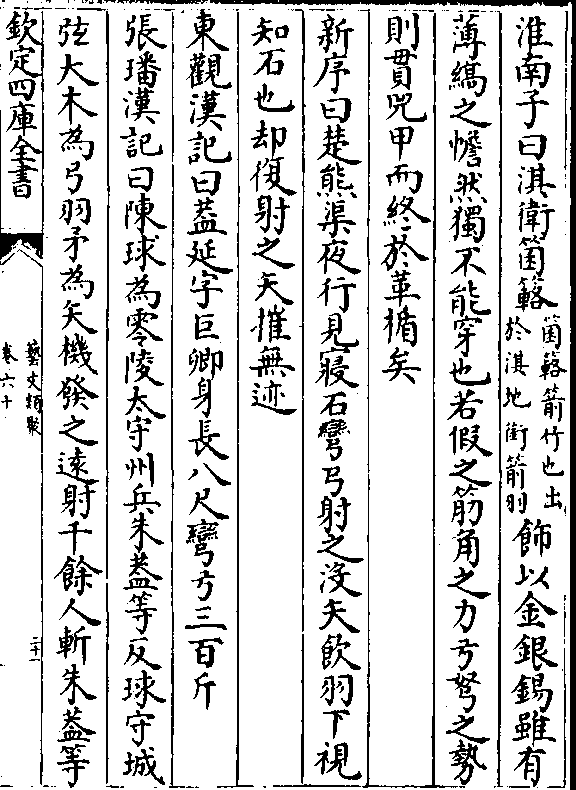 淮南子曰淇衛箘簬箘簬箭竹也出於淇地衛箭羽飾以金銀錫雖有
薄縞之幨然獨不能穿也若假之筋角之力弓弩之勢
則貫兕甲而終於革楯矣
新序曰楚熊渠夜行見寢石彎弓射之没矢飲羽下視
知石也却復射之矢摧無迹
東觀漢記曰葢延字巨卿身長八尺彎弓三百斤
張璠漢記曰陳球為零陵太守州兵朱葢等反球守城
弦大木為弓羽矛為矢機發之遠射千餘人斬朱葢等
欽定四庫全書
藝文類聚
卷六十
二十一